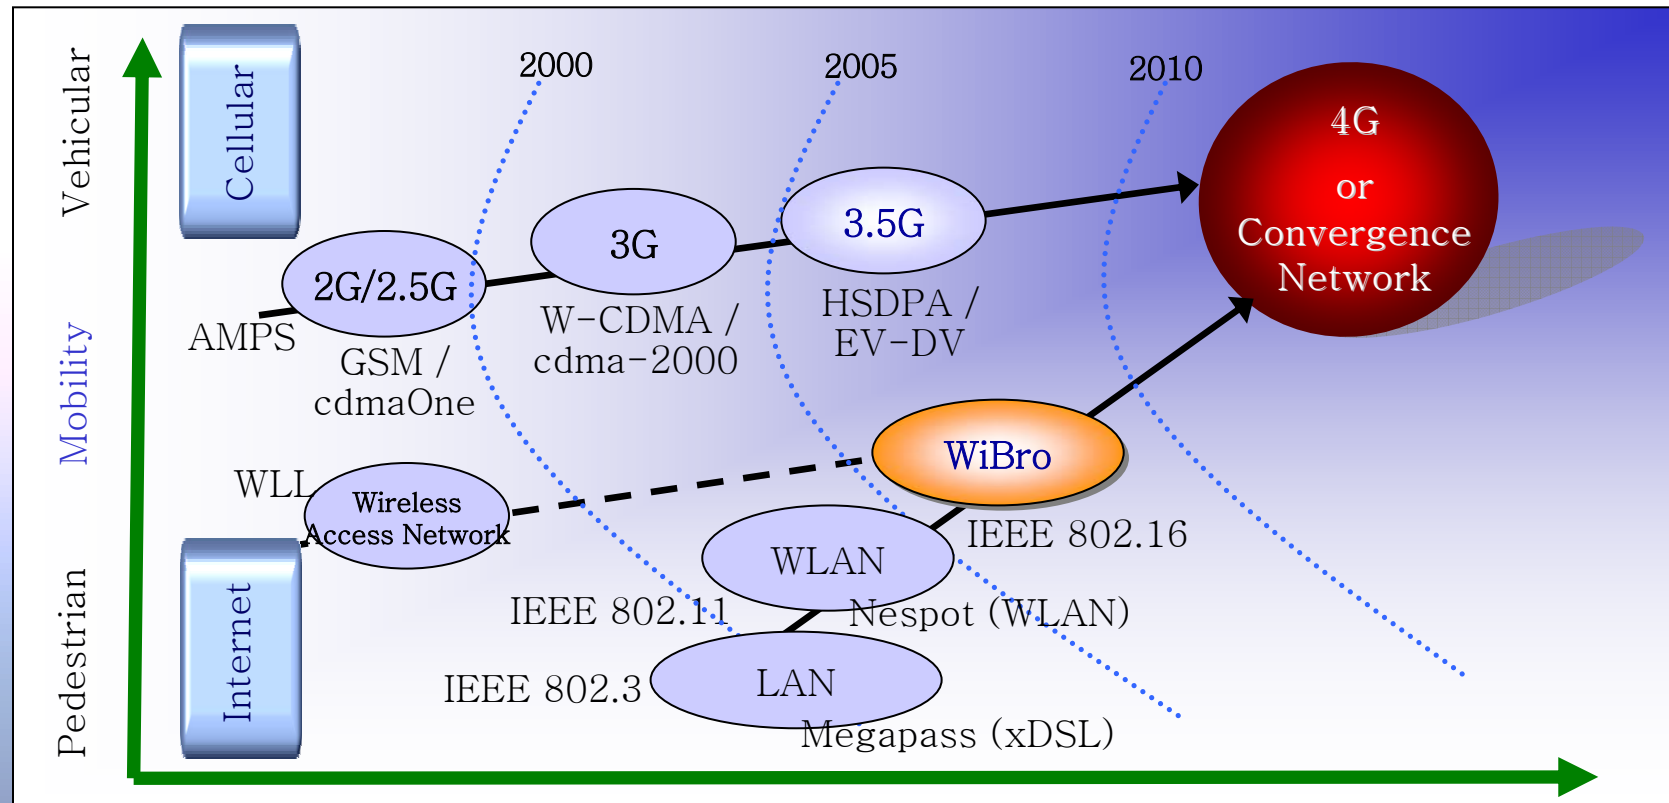 Vehicular
Mobility
Pedestrian
Cellular
Internet
2000
2005
2010
4G
or
Convergence
Network
3.5G
HSDPA /
EV-DV
3G
W-CDMA /
cdma-2000
2G/2.5G
AMPS
GSM /
cdmaOne
WLL
Wireless
Access Network
WiBro
IEEE 802.16
WLAN
IEEE 802.11
Nespot (WLAN)
LAN
IEEE 802.3
Megapass (xDSL)